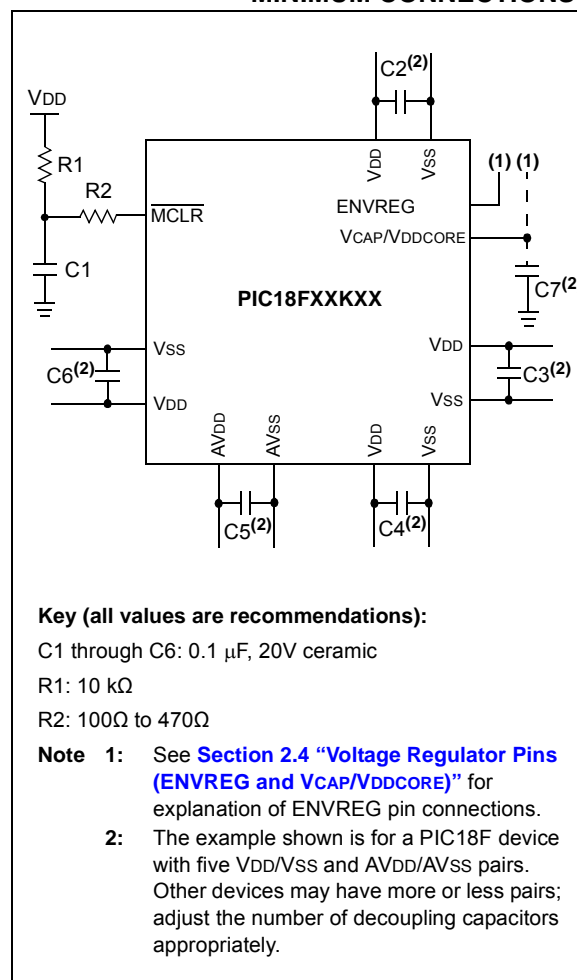 C2(2)
VDD
R1
R2
C1
VDD
VSS
(1) (1)
MCLR
ENVREG
VCAP/VDDCORE
C7(2
PIC18FXXKXX
VSS
VDD
C6(2)
VDD
VSS
C3(2)
AVDD
AVSS
VDD
VSS
C5(2)
C4(2)
Key (all values are recommendations):
C1 through C6: 0.1 μF, 20V ceramic
R1: 10 kΩ
R2: 100Ω to 470Ω
Note 1: See Section 2.4 “Voltage Regulator Pins
(ENVREG and VCAP/VDDCORE)” for
explanation of ENVREG pin connections.
2: The example shown is for a PIC18F device
with five VDD/VSS and AVDD/AVSS pairs.
Other devices may have more or less pairs;
adjust the number of decoupling capacitors
appropriately.